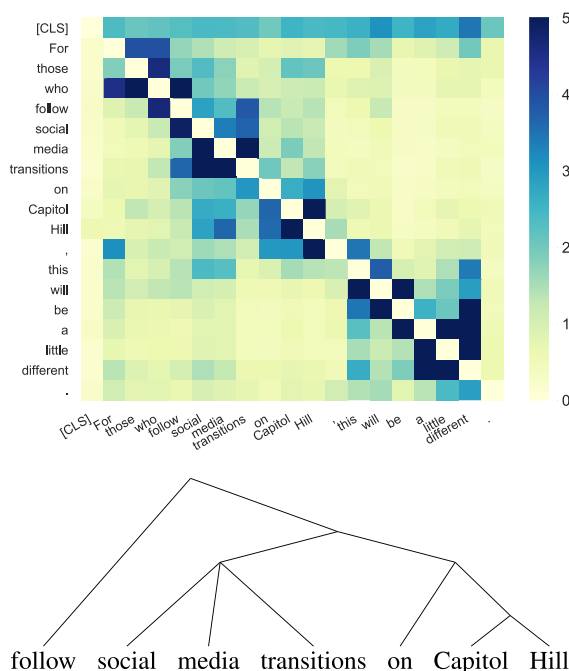 [CLS]
For
those
who
follow
social
media
transitions
on
Capitol
Hill
,
this
will
be
a
little
different
.
5
4
3
2
1
0
[CLS] For those who follow social media transitions on Capitol Hill , this will be a little different .
follow social media transitions on Capitol Hill